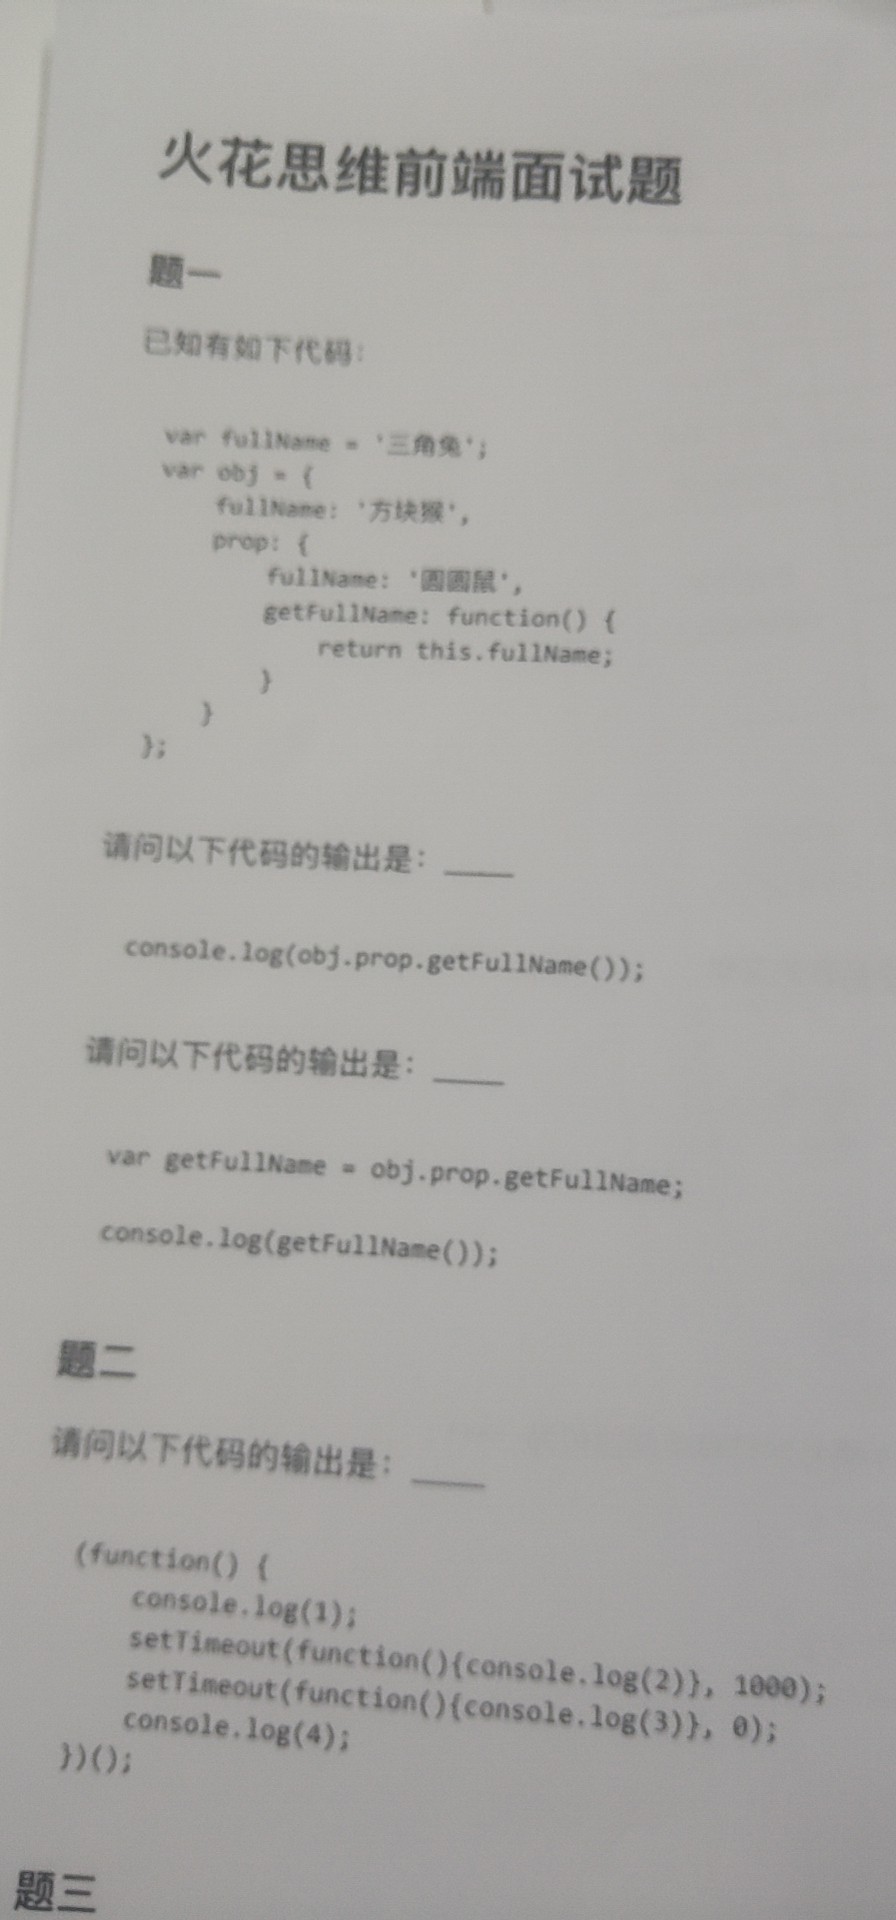 火花思维前端面试题
题一
已知有如下代码：
var fullName = '三角兔';
var obj = {
fullName: '方块猴',
prop: {
fullName: '圆圆鼠',
getFullName: function() {
return this.fullName;
}
}
};
请问以下代码的输出是：____
console.log(obj.prop.getFullName());
请问以下代码的输出是：____
var getFullName = obj.prop.getFullName;
console.log(getFullName());
题二
请问以下代码的输出是：____
(function() {
console.log(1);
setTimeout(function(){console.log(2)}, 1000);
setTimeout(function(){console.log(3)}, 0);
console.log(4);
})();
题三